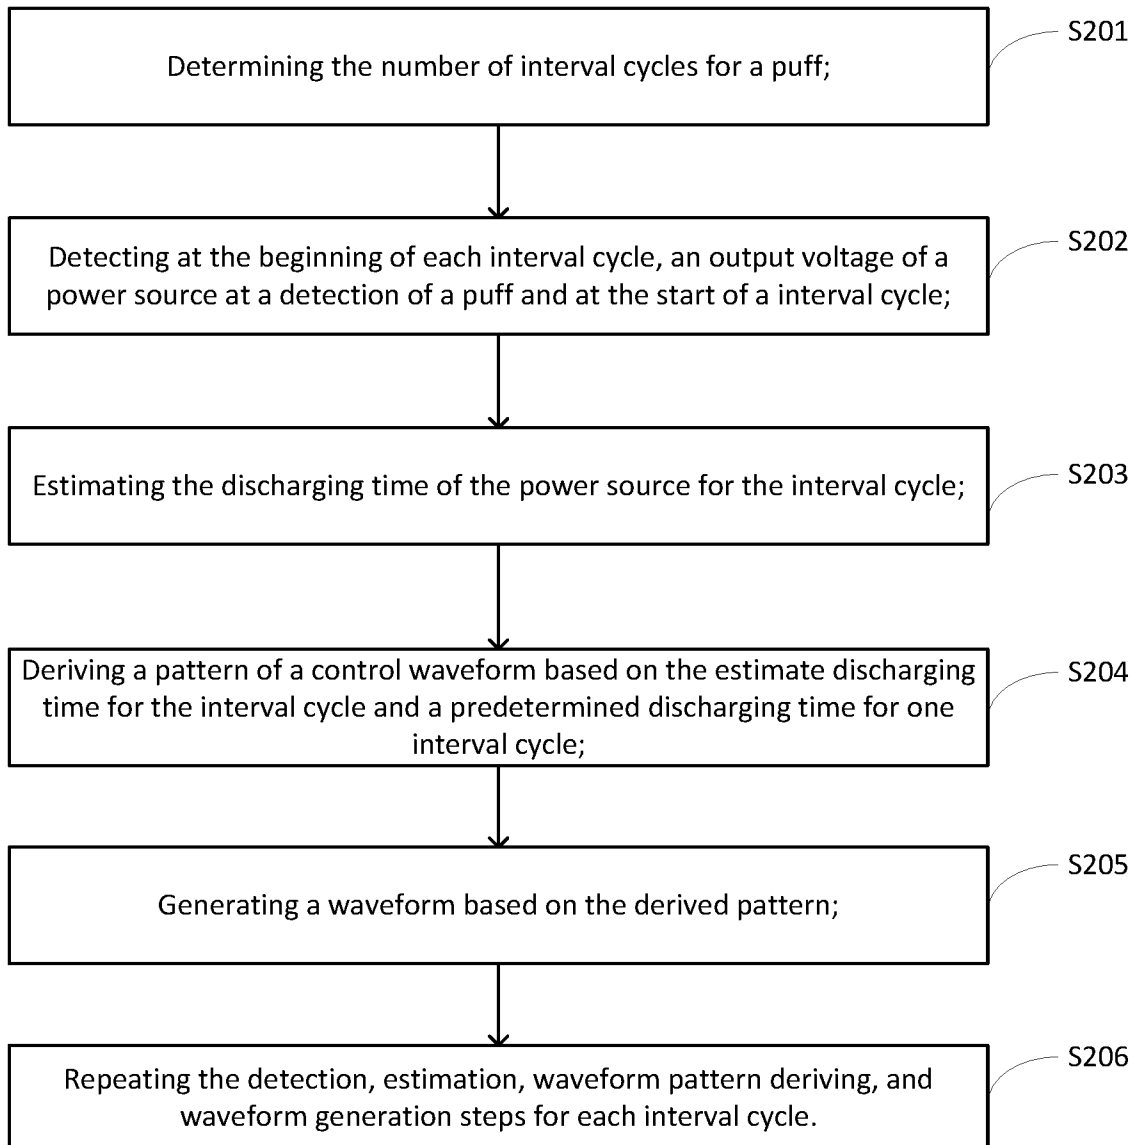 Determining the number of interval cycles for a puff;
S201
Detecting at the beginning of each interval cycle, an output voltage of a
power source at a detection of a puff and at the start of a interval cycle;
S202
Estimating the discharging time of the power source for the interval cycle;
S203
Deriving a pattern of a control waveform based on the estimate discharging
time for the interval cycle and a predetermined discharging time for one
interval cycle;
S204
Generating a waveform based on the derived pattern;
S205
Repeating the detection, estimation, waveform pattern deriving, and
waveform generation steps for each interval cycle.
S206